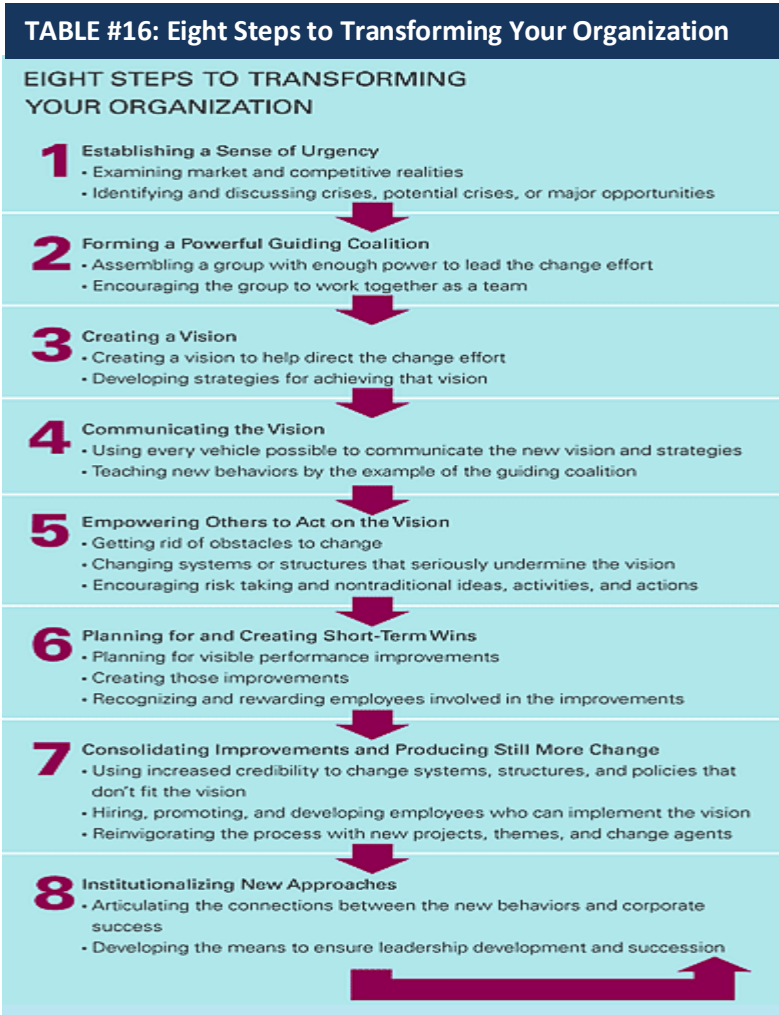 TABLE #16: Eight Steps to Transforming Your Organization
EIGHT STEPS TO TRANSFORMING
YOUR ORGANIZATION
1 Establishing a Sense of Urgency
• Examining market and competitive realities
• Identifying and discussing crises, potential crises, or major opportunities
2 Forming a Powerful Guiding Coalition
• Assembling a group with enough power to lead the change effort
• Encouraging the group to work together as a team
3 Creating a Vision
• Creating a vision to help direct the change effort
• Developing strategies for achieving that vision
4 Communicating the Vision
• Using every vehicle possible to communicate the new vision and strategies
• Teaching new behaviors by the example of the guiding coalition
5 Empowering Others to Act on the Vision
• Getting rid of obstacles to change
• Changing systems or structures that seriously undermine the vision
• Encouraging risk taking and nontraditional ideas, activities, and actions
6 Planning for and Creating Short-Term Wins
• Planning for visible performance improvements
• Creating those improvements
• Recognizing and rewarding employees involved in the improvements
7 Consolidating Improvements and Producing Still More Change
• Using increased credibility to change systems, structures, and policies that
don't fit the vision
• Hiring, promoting, and developing employees who can implement the vision
• Reinvigorating the process with new projects, themes, and change agents
8 Institutionalizing New Approaches
• Articulating the connections between the new behaviors and corporate
success
• Developing the means to ensure leadership development and succession